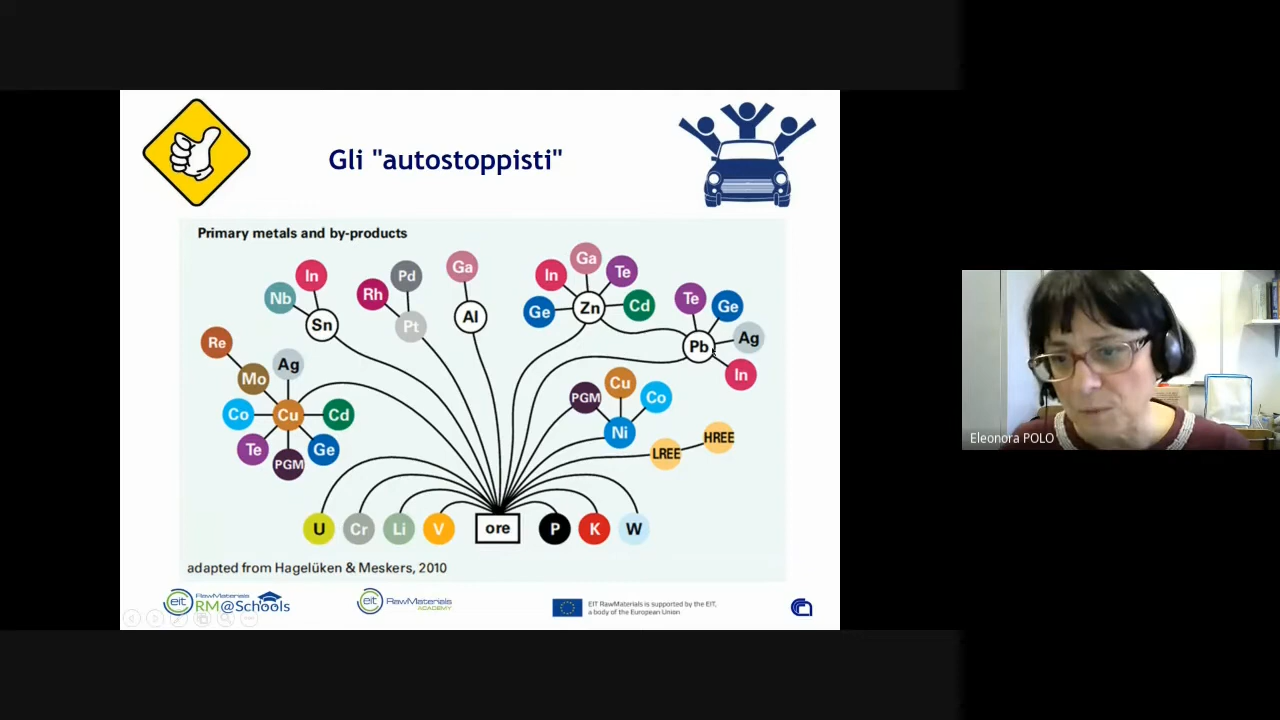 Gli "autostoppisti"
Primary metals and by-products
In
Nb
Sn
Rh
Pd
Pt
Ga
Al
In
Ga
Te
Ge
Zn
Cd
Te
Ge
Pb
Ag
In
Re
Mo
Ag
Co
Cu
Cd
Te
PGM
Ge
PGM
Cu
Co
Ni
LREE
HREE
U
Cr
Li
V
ore
P
K
W
adapted from Hagelüken & Meskers, 2010
eit
RawMaterials
RM@Schools
eit
RawMaterials
ACADEMY
EIT RawMaterials is supported by the EIT,
a body of the European Union
Eleonora POLO